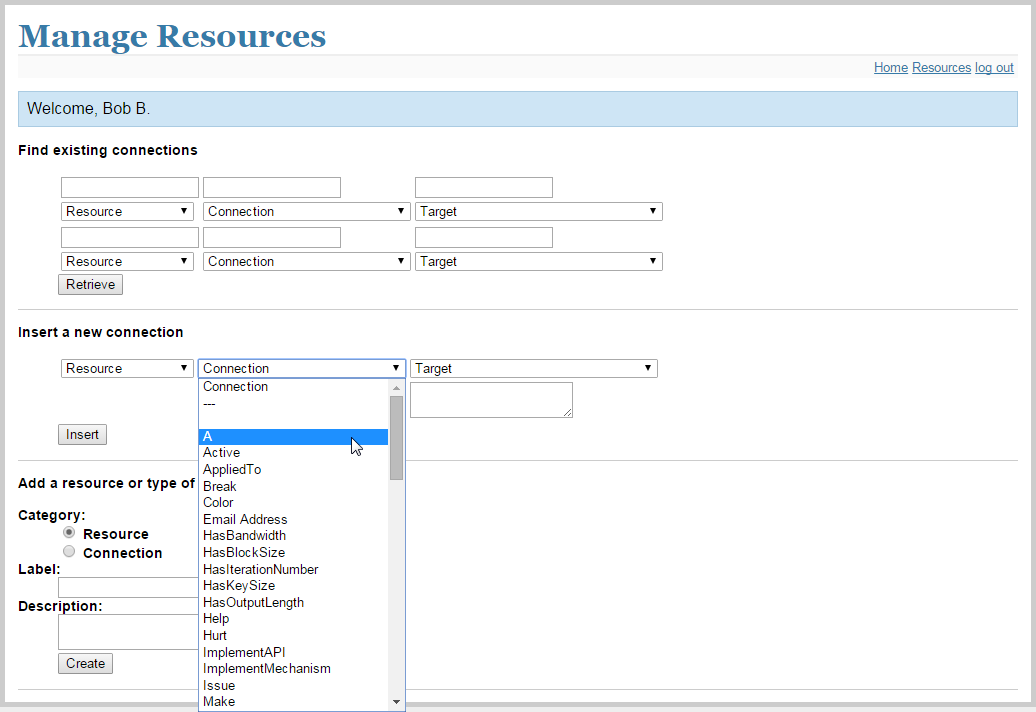 Manage Resources
Home Resources log out
Welcome, Bob B.
Find existing connections
Resource Connection Target
Resource Connection Target
Retrieve
Insert a new connection
Resource Connection Target
Connection
---
Insert
A
Active
AppliedTo
Add a resource or type of
Break
Color
Category:
Email Address
Resource
HasBandwidth
Connection
HasBlockSize
Label:
HasIterationNumber
HasKeySize
Description:
HasOutputLength
Help
Hurt
ImplementAPI
Create
ImplementMechanism
Issue
Make